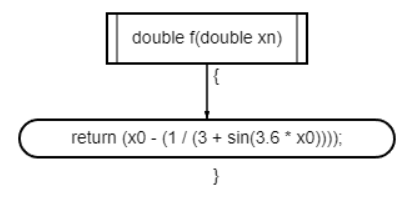 double f(double xn)
{
return (x0 - (1 / (3 + sin(3.6 * x0))));
}